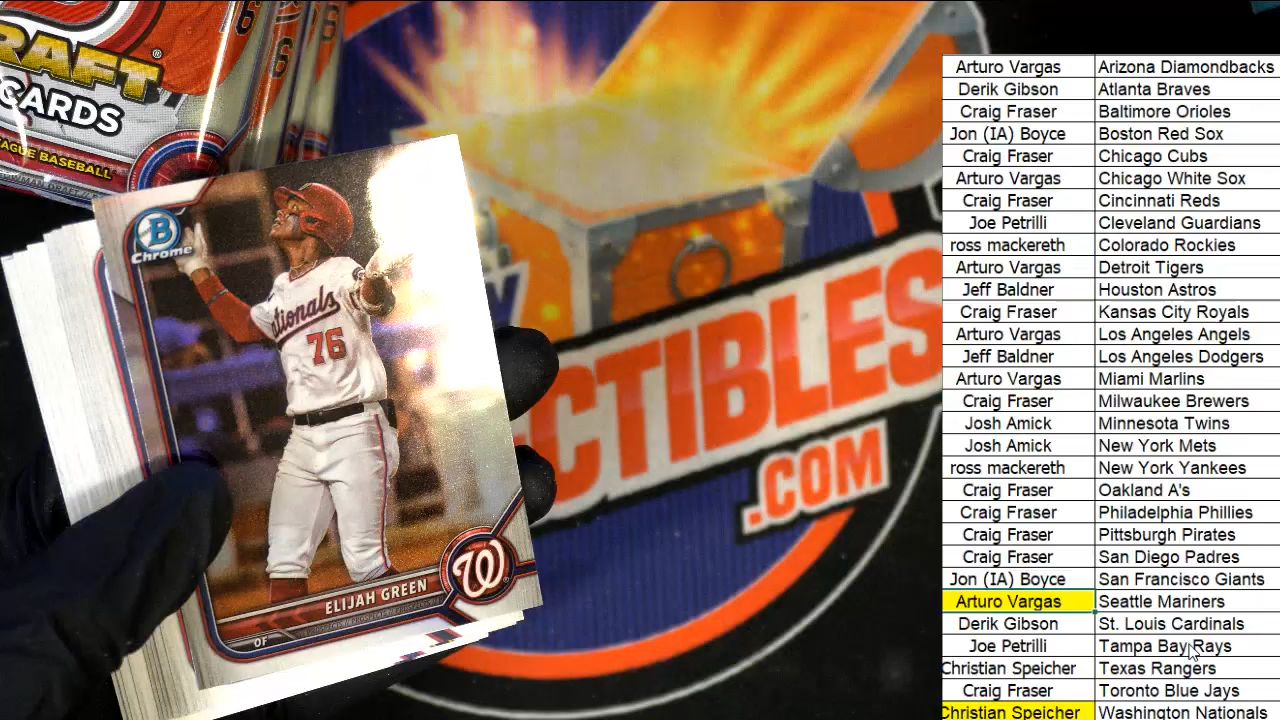 RAFT
CARDS
AGUE BASEBALL
B
Chrome
Nationals
76
ELIJAH GREEN
OF
W
CTIBLES
.COM
Arturo Vargas Arizona Diamondbacks
Derik Gibson Atlanta Braves
Craig Fraser Baltimore Orioles
Jon (IA) Boyce Boston Red Sox
Craig Fraser Chicago Cubs
Arturo Vargas Chicago White Sox
Craig Fraser Cincinnati Reds
Joe Petrilli Cleveland Guardians
ross mackereth Colorado Rockies
Arturo Vargas Detroit Tigers
Jeff Baldner Houston Astros
Craig Fraser Kansas City Royals
Arturo Vargas Los Angeles Angels
Jeff Baldner Los Angeles Dodgers
Arturo Vargas Miami Marlins
Craig Fraser Milwaukee Brewers
Josh Amick Minnesota Twins
Josh Amick New York Mets
ross mackereth New York Yankees
Craig Fraser Oakland A's
Craig Fraser Philadelphia Phillies
Craig Fraser Pittsburgh Pirates
Craig Fraser San Diego Padres
Jon (IA) Boyce San Francisco Giants
Arturo Vargas Seattle Mariners
Derik Gibson St. Louis Cardinals
Joe Petrilli Tampa Bay Rays
Christian Speicher Texas Rangers
Craig Fraser Toronto Blue Jays
Christian Speicher Washington Nationals